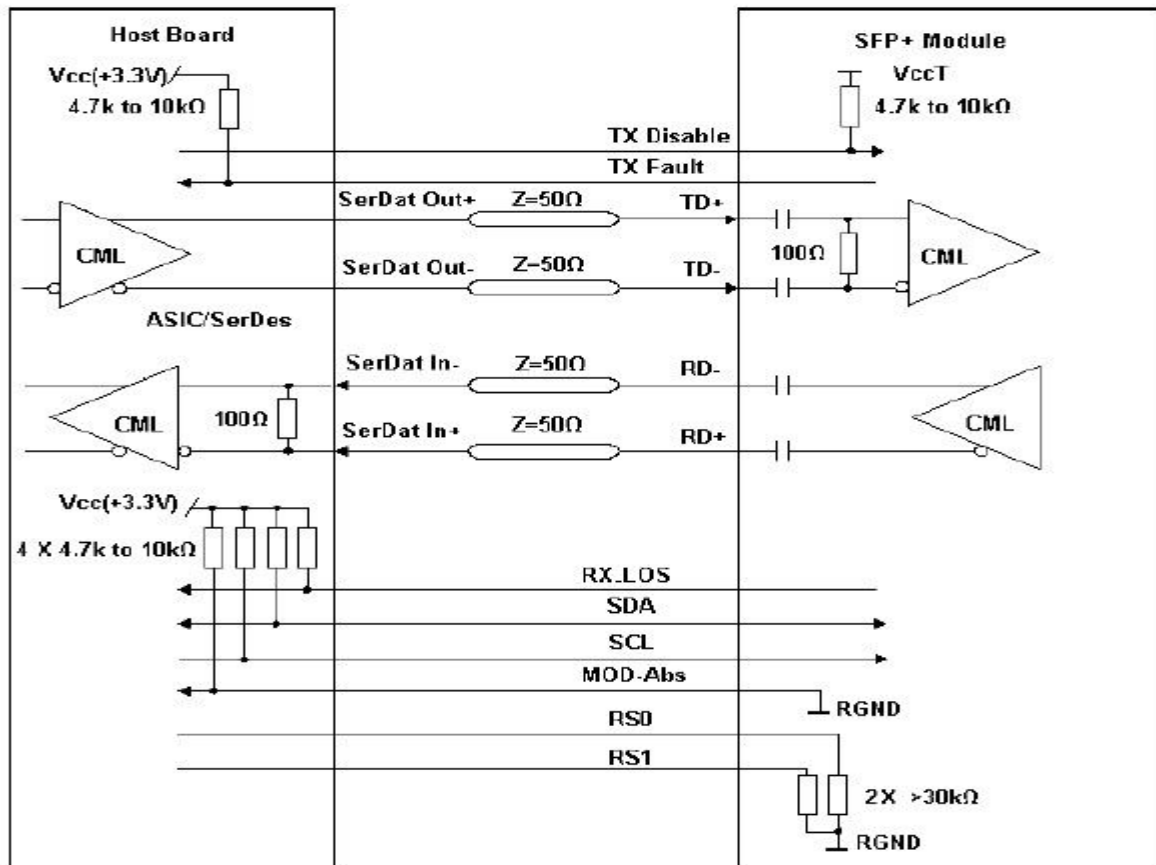 Host Board
SFP+ Module
Vcc(+3.3V)
VccT
4.7k to 10kΩ
4.7k to 10kΩ
TX Disable
TX Fault
SerDat Out+
Z=50Ω
TD+
CML
100Ω
CML
SerDat Out-
Z=50Ω
TD-
ASIC/SerDes
SerDat In-
Z=50Ω
RD-
CML
100Ω
SerDat In+
Z=50Ω
RD+
CML
Vcc(+3.3V)
4 X 4.7k to 10kΩ
RX_LOS
SDA
SCL
MOD-Abs
RGND
RS0
RS1
2X >30kΩ
RGND